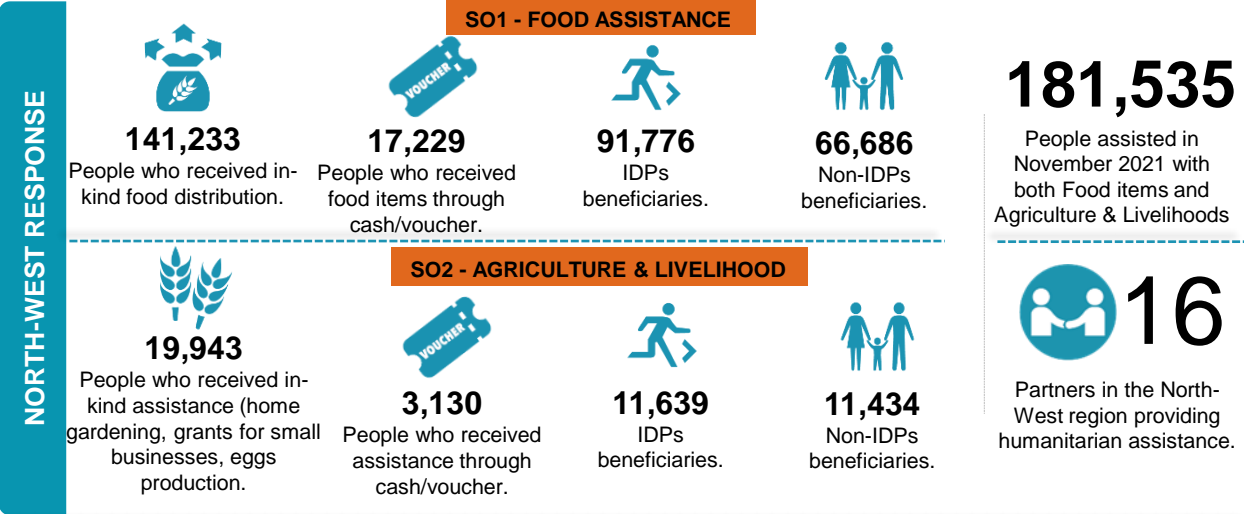 NORTH-WEST RESPONSE
SO1 - FOOD ASSISTANCE
141,233
People who received in-
kind food distribution.
VOUCHER
17,229
People who received
food items through
cash/voucher.
91,776
IDPs
beneficiaries.
66,686
Non-IDPs
beneficiaries.
181,535
People assisted in
November 2021 with
both Food items and
Agriculture & Livelihoods
SO2 - AGRICULTURE & LIVELIHOOD
19,943
People who received in-
kind assistance (home
gardening, grants for small
businesses, eggs
production.
VOUCHER
3,130
People who received
assistance through
cash/voucher.
11,639
IDPs
beneficiaries.
11,434
Non-IDPs
beneficiaries.
16
Partners in the North-
West region providing
humanitarian assistance.